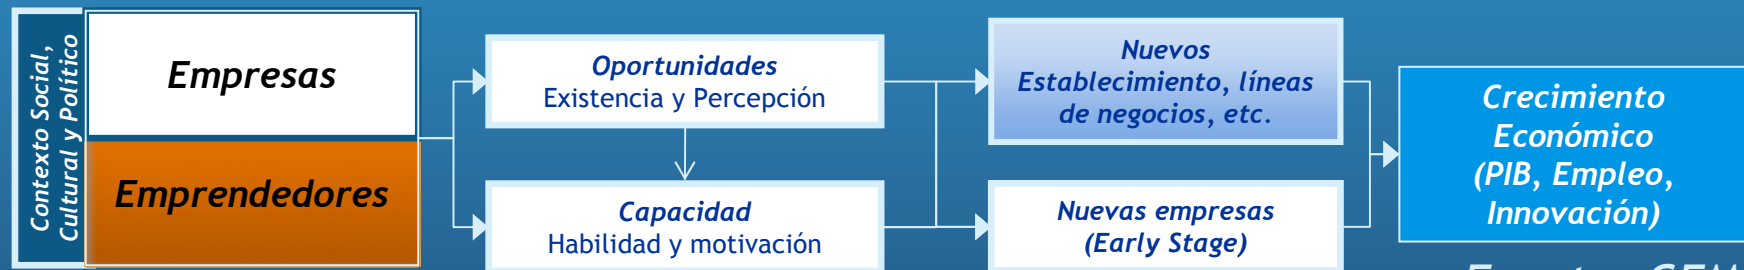 Contexto Social,
Cultural y Político
Empresas
Emprendedores
Oportunidades
Existencia y Percepción
Capacidad
Habilidad y motivación
Nuevos
Establecimiento, líneas
de negocios, etc.
Nuevas empresas
(Early Stage)
Crecimiento
Económico
(PIB, Empleo,
Innovación)